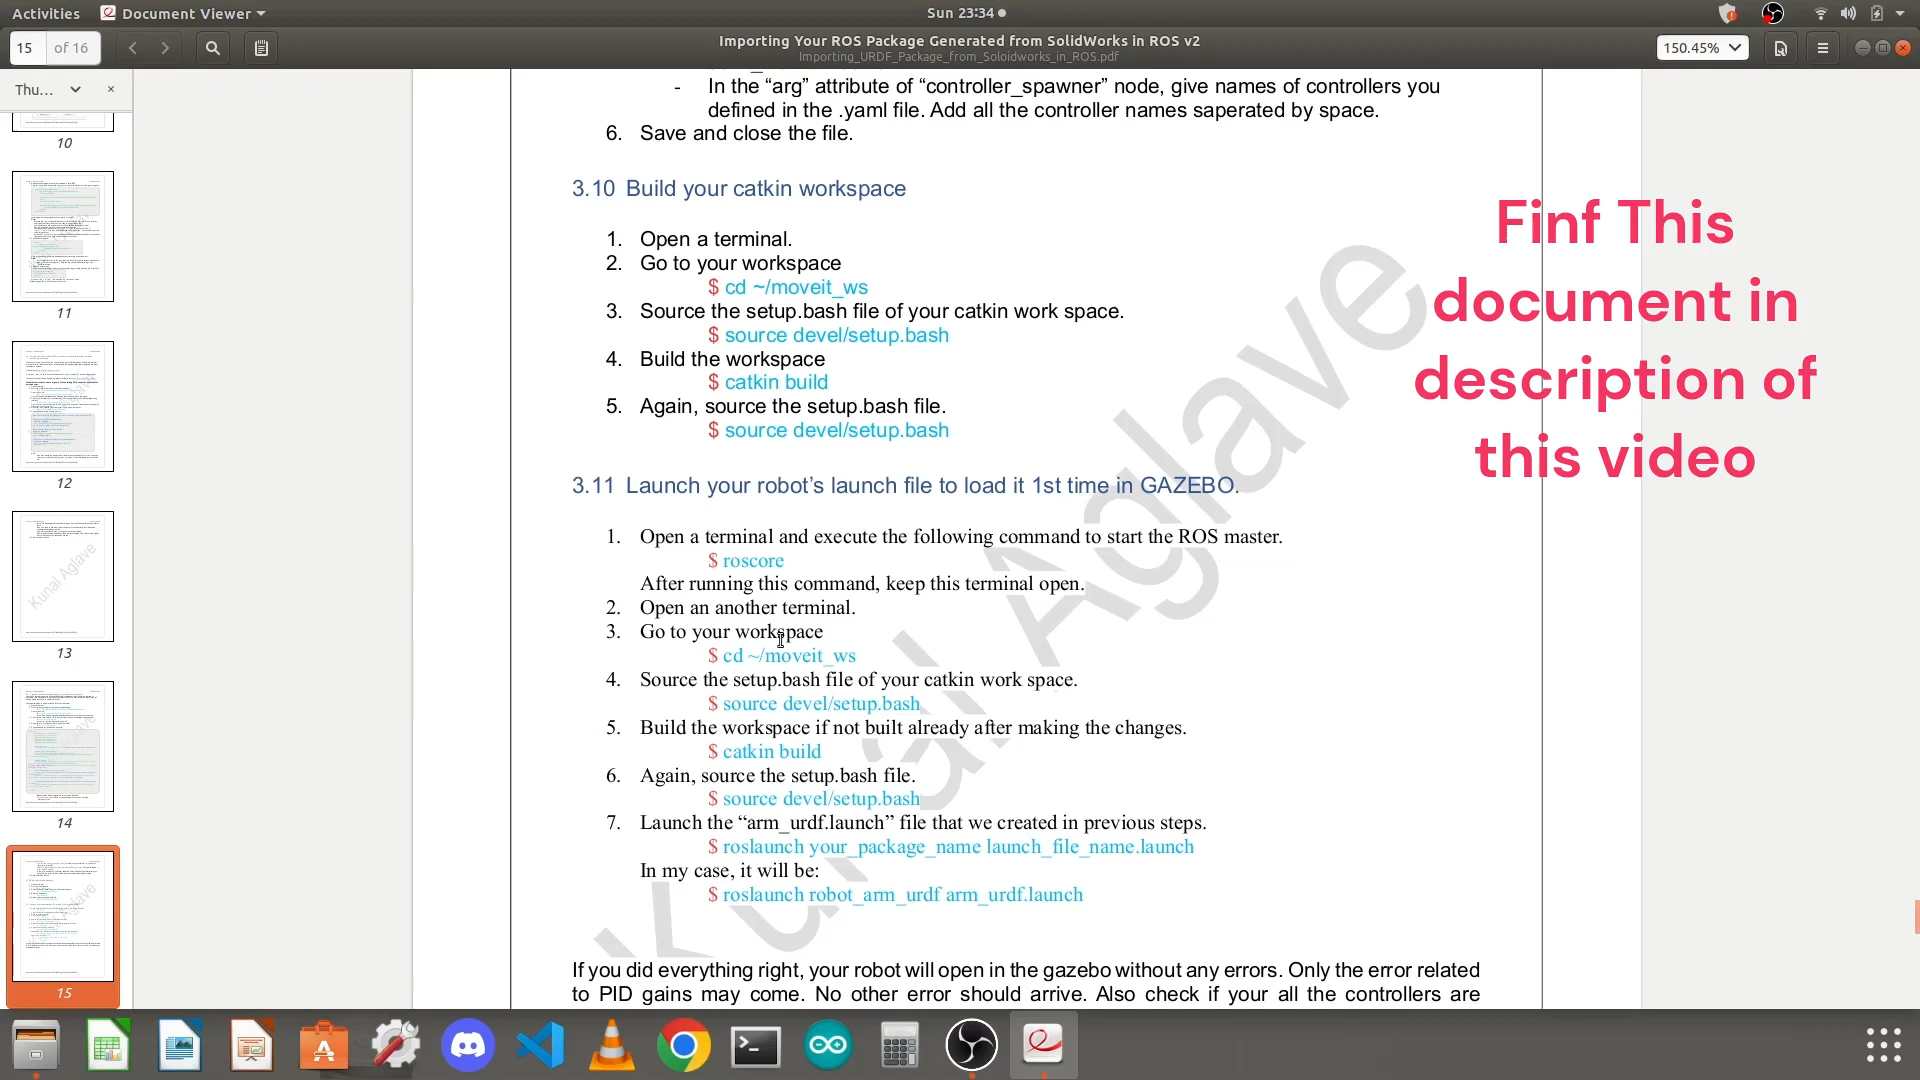 Activities
Document Viewer
Sun 23:34
15
of 16
Importing Your ROS Package Generated from SolidWorks in ROS v2
Importing_URDF_Package_from_Soloidworks_in_ROS.pdf
150.45%
Thu...
10
11
12
13
14
15
- In the “arg” attribute of “controller_spawner” node, give names of controllers you
defined in the .yaml file. Add all the controller names saperated by space.
6. Save and close the file.
3.10 Build your catkin workspace
1. Open a terminal.
2. Go to your workspace
$ cd ~/moveit_ws
3. Source the setup.bash file of your catkin work space.
$ source devel/setup.bash
4. Build the workspace
$ catkin build
5. Again, source the setup.bash file.
$ source devel/setup.bash
3.11 Launch your robot’s launch file to load it 1st time in GAZEBO.
1. Open a terminal and execute the following command to start the ROS master.
$ roscore
After running this command, keep this terminal open.
2. Open an another terminal.
3. Go to your workspace
$ cd ~/moveit_ws
4. Source the setup.bash file of your catkin work space.
$ source devel/setup.bash
5. Build the workspace if not built already after making the changes.
$ catkin build
6. Again, source the setup.bash file.
$ source devel/setup.bash
7. Launch the “arm_urdf.launch” file that we created in previous steps.
$ roslaunch your_package_name launch_file_name.launch
In my case, it will be:
$ roslaunch robot_arm_urdf arm_urdf.launch
If you did everything right, your robot will open in the gazebo without any errors. Only the error related
to PID gains may come. No other error should arrive. Also check if your all the controllers are
Kunal Aglave
Finf This
document in
description of
this video